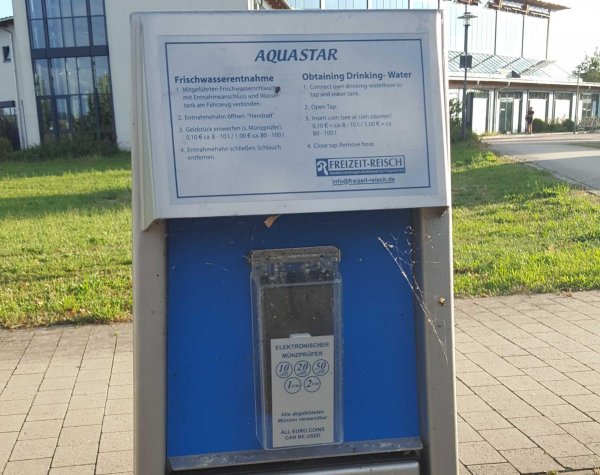 AQUASTAR
Frischwasserentnahme
1. Mitgeführten Frischwasserschlauch
mit Entnahmeanschluss und Wasser-
tank am Fahrzeug verbinden.
2. Entnahmehahn öffnen. "Handrad"
3. Geldstück einwerfen (s. Münzprüfer).
0,10 € = ca. 8 - 10 l / 1,00 € = ca. 80 - 100 l.
4. Entnahmehahn schließen, Schlauch
entfernen.
Obtaining Drinking- Water
1. Connect own drinking-waterhose to
tap and water tank.
2. Open Tap.
3. Insert coin (see at coin counter)
0,10 € = ca. 8 - 10 l / 1,00 € = ca.
80 - 100 l.
4. Close tap. Remove hose.
FREIZEIT-REISCH
info@freizeit-reisch.de
ELEKTRONISCHER
MÜNZPRÜFER
10 20 50
1 2
Alle abgebildeten
Münzen verwendbar
ALL EURO COINS
CAN BE USED